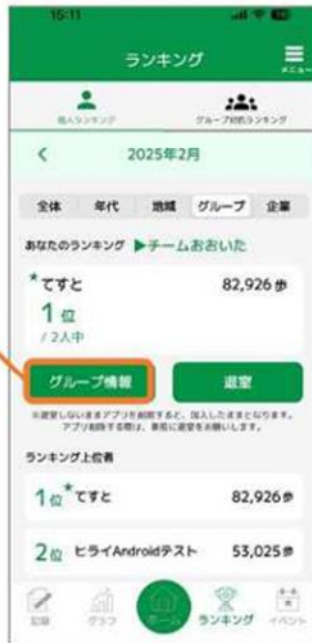 15:11
ランキング
メニュー
個人ランキング
グループ対抗ランキング
2025年2月
全体 年代 地域 グループ 企業
あなたのランキング ▶チームおおいた
*てすと 82,926歩
1位
/ 2人中
グループ情報 退室
※退室しないままアプリを削除すると、加入したままとなります。
アプリ削除する際は、事前に退室をお願いします。
ランキング上位者
1位 *てすと 82,926歩
2位 ヒライAndroidテスト 53,025歩
記録 グラフ ホーム ランキング イベント